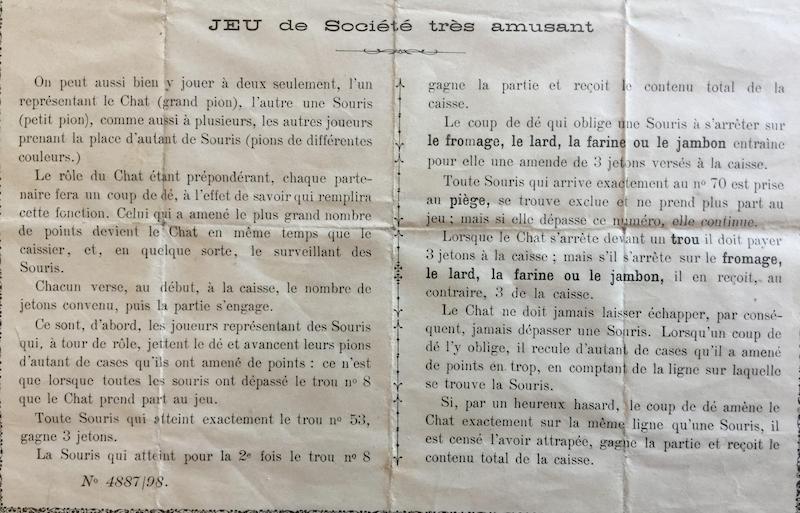 JEU de Société très amusant
On peut aussi bien y jouer à deux seulement, l'un
représentant le Chat (grand pion), l'autre une Souris
(petit pion), comme aussi à plusieurs, les autres joueurs
prenant la place d'autant de Souris (pions de différentes
couleurs.)
Le rôle du Chat étant prépondérant, chaque parte-
naire fera un coup de dé, à l'effet de savoir qui remplira
cette fonction. Celui qui a amené le plus grand nombre
de points devient le Chat en même temps que le
caissier, et, en quelque sorte, le surveillant des
Souris.
Chacun verse, au début, à la caisse, le nombre de
jetons convenu, puis la partie s'engage.
Ce sont, d'abord, les joueurs représentant des Souris
qui, à tour de rôle, jettent le dé et avancent leurs pions
d'autant de cases qu'ils ont amené de points : ce n'est
que lorsque toutes les souris ont dépassé le trou nº 8
que le Chat prend part au jeu.
Toute Souris qui atteint exactement le trou nº 53,
gagne 3 jetons.
La Souris qui atteint pour la 2e fois le trou nº 8
Nº 4887/98.
gagne la partie et reçoit le contenu total de la
caisse.
Le coup de dé qui oblige une Souris à s'arrêter sur
le fromage, le lard, la farine ou le jambon entraîne
pour elle une amende de 3 jetons versés à la caisse.
Toute Souris qui arrive exactement au nº 70 est prise
au piège, se trouve exclue et ne prend plus part au
jeu ; mais si elle dépasse ce numéro, elle continue.
Lorsque le Chat s'arrête devant un trou il doit payer
3 jetons à la caisse ; mais s'il s'arrête sur le fromage,
le lard, la farine ou le jambon, il en reçoit, au
contraire, 3 de la caisse.
Le Chat ne doit jamais laisser échapper, par consé-
quent, jamais dépasser une Souris. Lorsqu'un coup de
dé l'y oblige, il recule d'autant de cases qu'il a amené
de points en trop, en comptant de la ligne sur laquelle
se trouve la Souris.
Si, par un heureux hasard, le coup de dé amène le
Chat exactement sur la même ligne qu'une Souris, il
est censé l'avoir attrapée, gagne la partie et reçoit le
contenu total de la caisse.